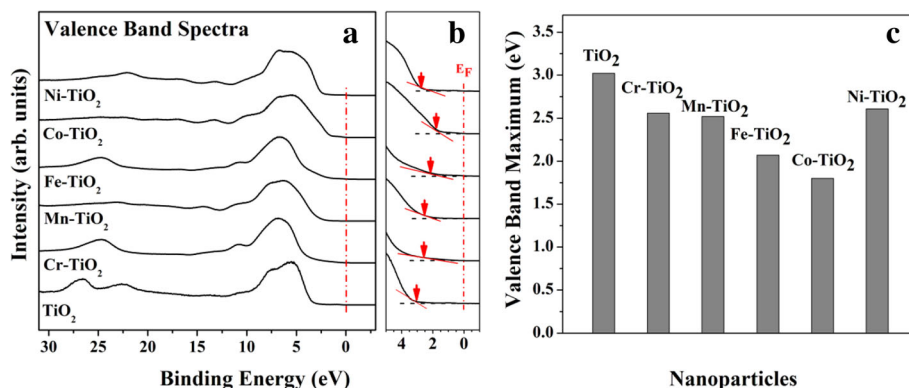 Valence Band Spectra
a
Ni-TiO₂
Co-TiO₂
Fe-TiO₂
Mn-TiO₂
Cr-TiO₂
TiO₂
Intensity (arb. units)
30 25 20 15 10 5 0
Binding Energy (eV)
b
E_F
4 2 0
c
Valence Band Maximum (eV)
3.5
3.0
2.5
2.0
1.5
1.0
0.5
0.0
TiO₂
Cr-TiO₂
Mn-TiO₂
Fe-TiO₂
Co-TiO₂
Ni-TiO₂
Nanoparticles